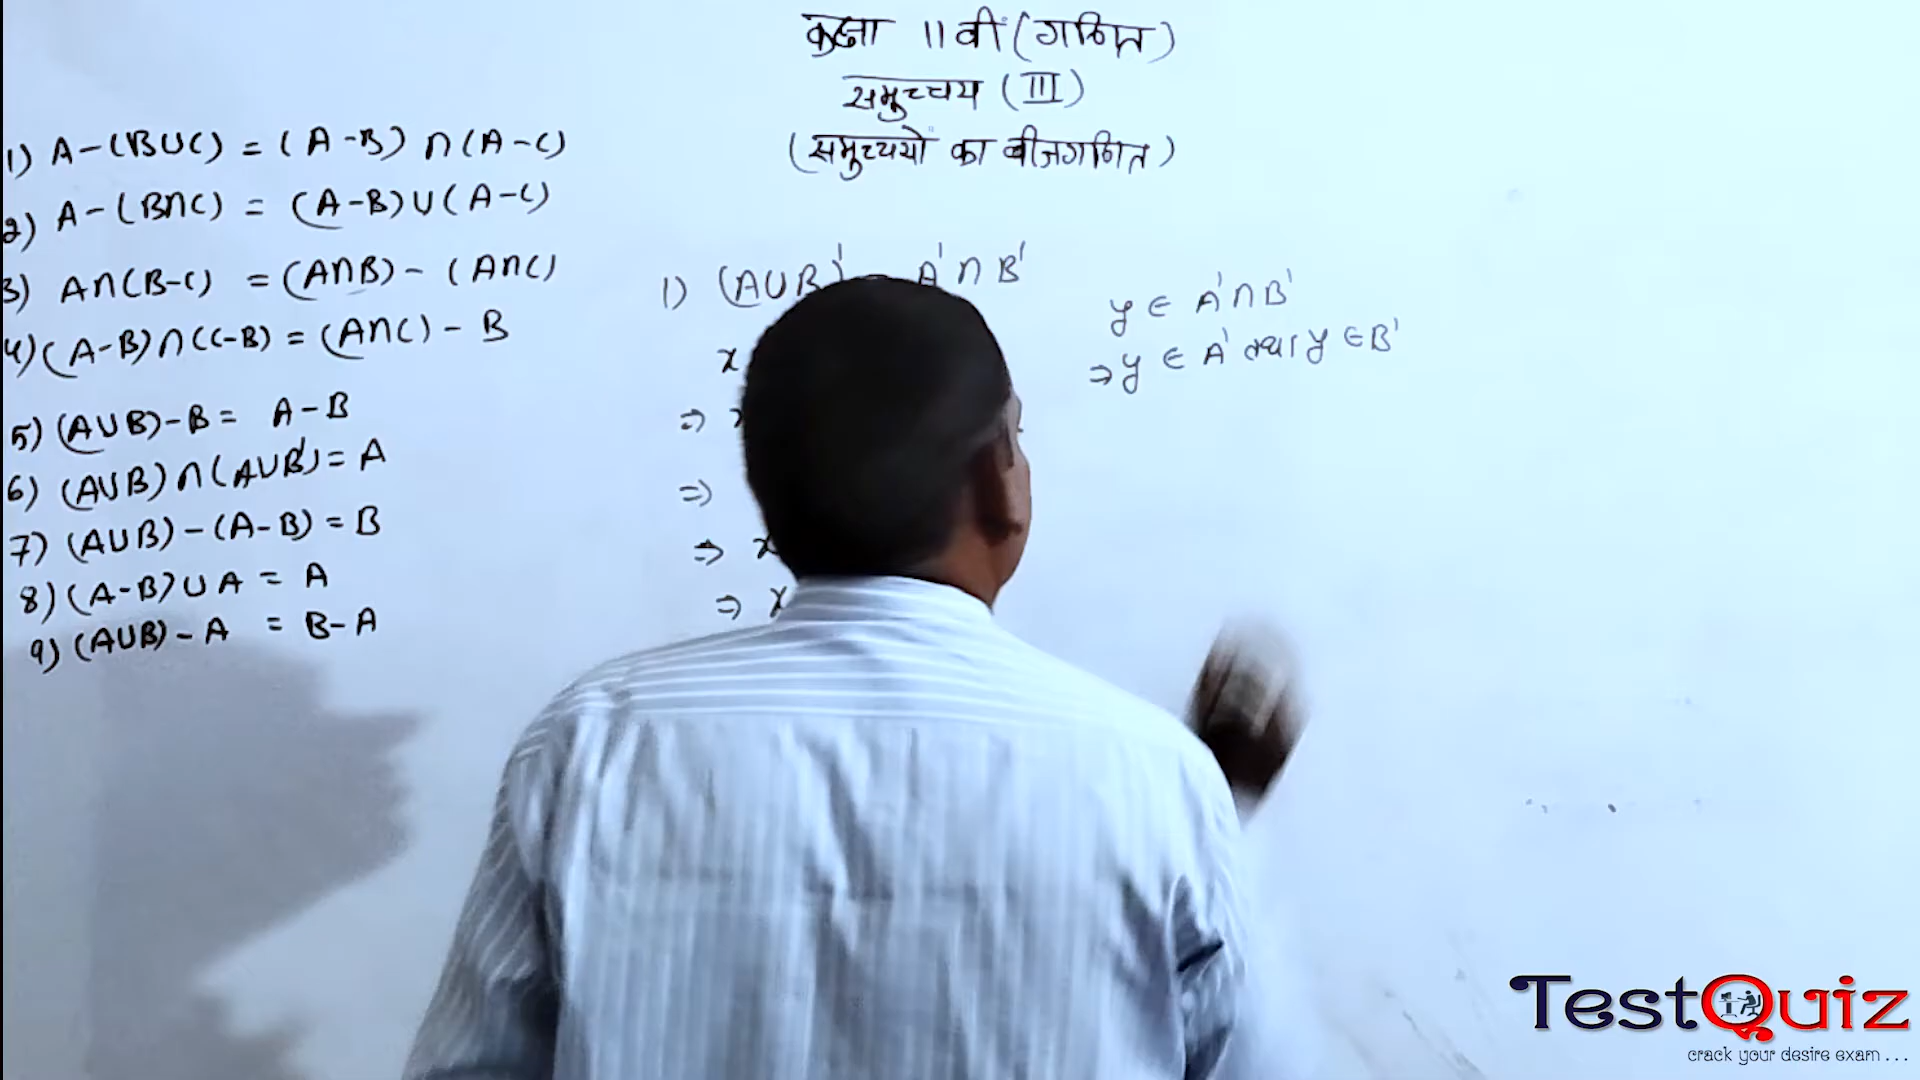 कक्षा 11वीं (गणित)
समुच्चय (III)
(समुच्चयों का बीजगणित)
1) A-(B∪C) = (A-B) ∩ (A-C)
2) A-(B∩C) = (A-B)∪(A-C)
3) A∩(B-C) = (A∩B)-(A∩C)
4) (A-B)∩(C-B) = (A∩C)-B
5) (A∪B)-B = A-B
6) (A∪B)∩(A∪B') = A
7) (A∪B)-(A-B) = B
8) (A-B)∪A = A
9) (A∪B)-A = B-A
1) (A∪B)' = A'∩B'
x
⇒ x
⇒
⇒ x
⇒ x
y ∈ A'∩B'
⇒ y ∈ A' तथा y ∈ B'
TestQuiz
crack your desire exam...